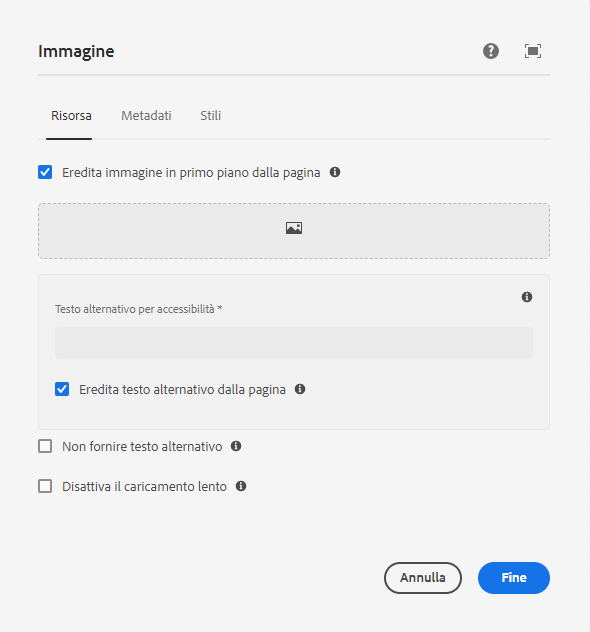 Immagine
Risorsa Metadati Stili
Eredita immagine in primo piano dalla pagina
Testo alternativo per accessibilità *
Eredita testo alternativo dalla pagina
Non fornire testo alternativo
Disattiva il caricamento lento
Annulla Fine